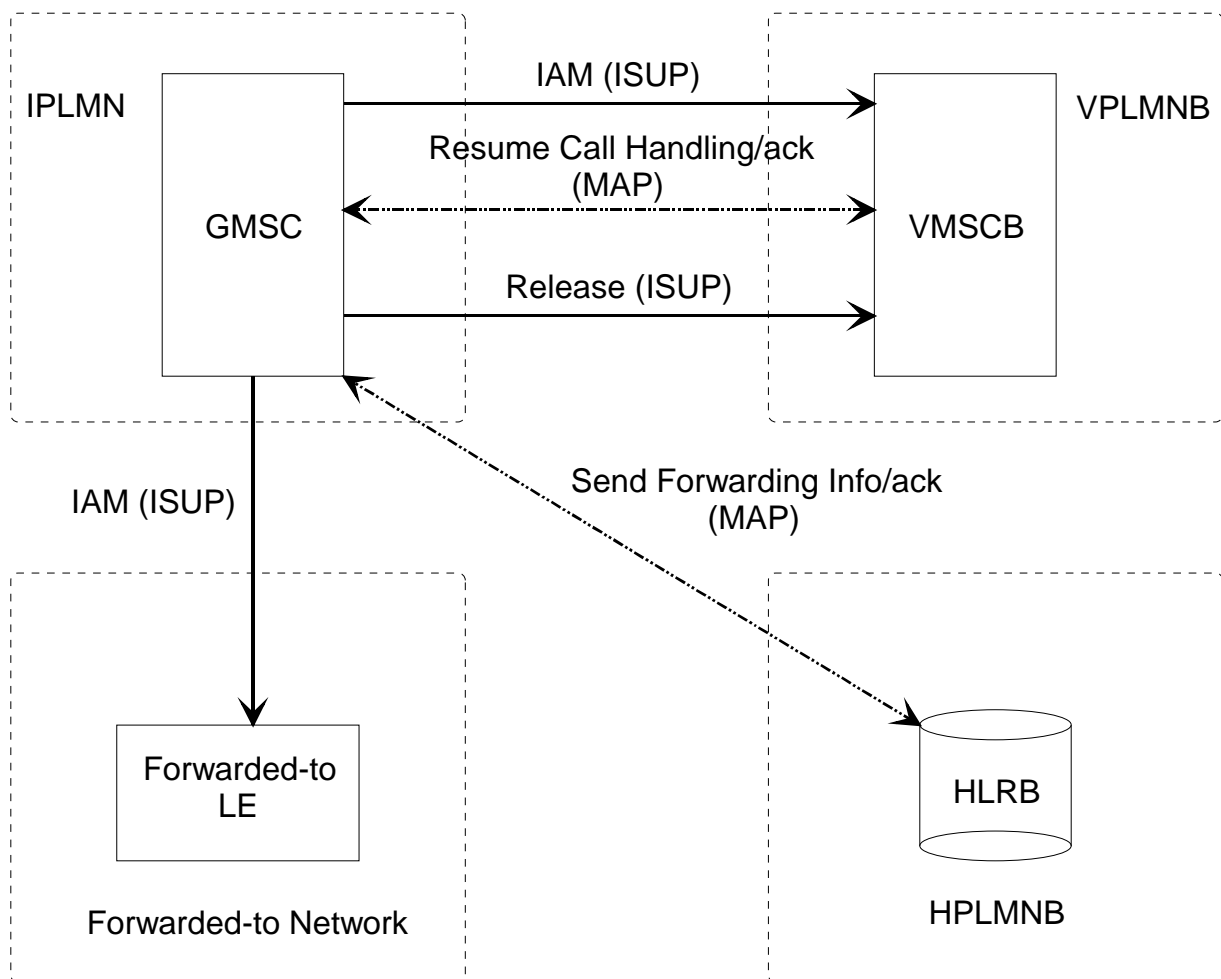 IAM (ISUP)
IPLMN
VPLMNB
Resume Call Handling/ack
(MAP)
GMSC
VMSCB
Release (ISUP)
Send Forwarding Info/ack
(MAP)
IAM (ISUP)
Forwarded-to
LE
HLRB
Forwarded-to Network
HPLMNB